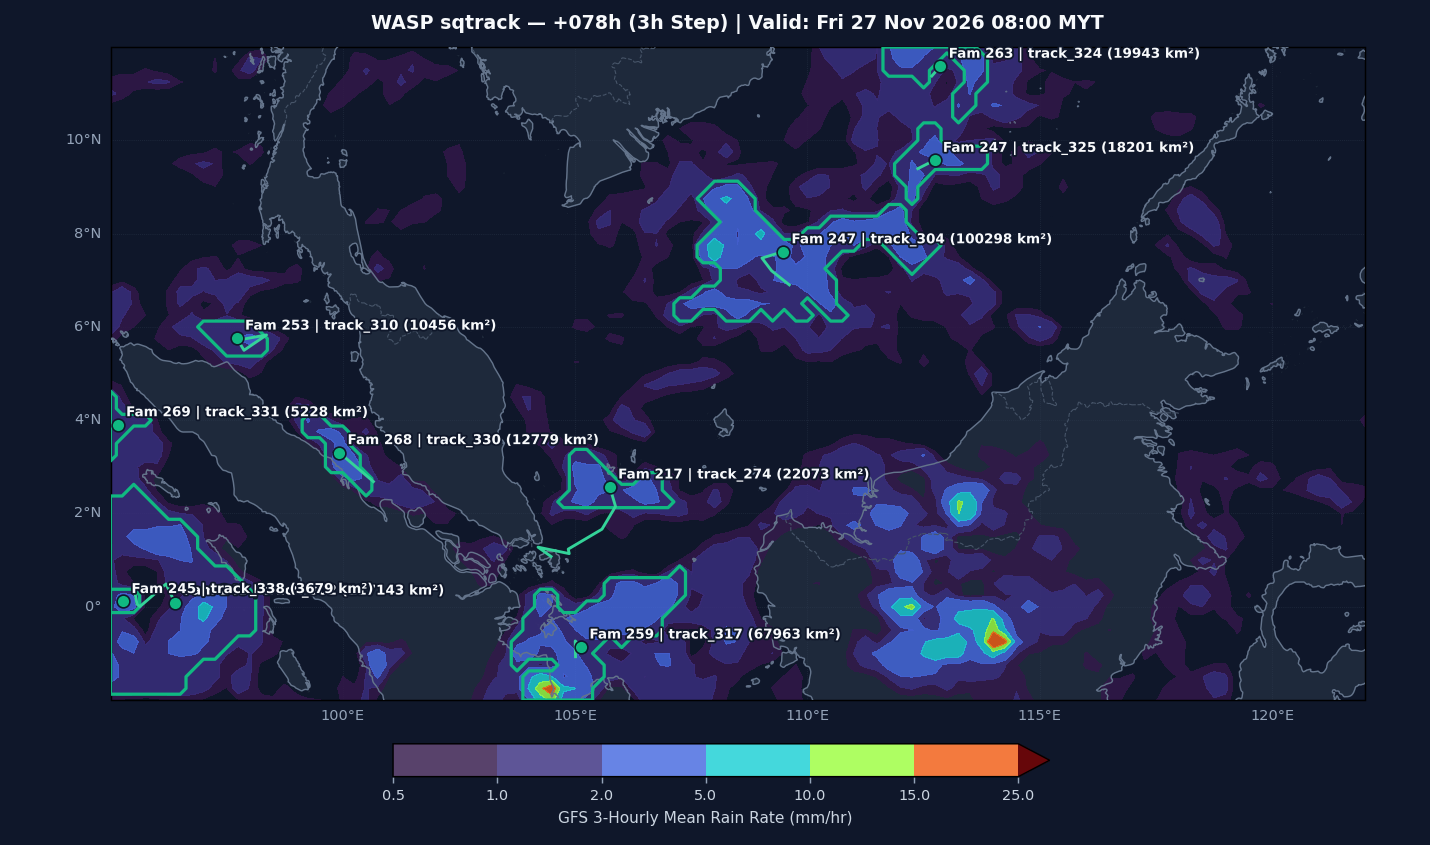 WASP sqtrack — +078h (3h Step) | Valid: Fri 27 Nov 2026 08:00 MYT
Fam 263 | track_324 (19943 km²)
10°N
Fam 247 | track_325 (18201 km²)
8°N
Fam 247 | track_304 (100298 km²)
6°N
Fam 253 | track_310 (10456 km²)
4°N
Fam 269 | track_331 (5228 km²)
Fam 268 | track_330 (12779 km²)
Fam 217 | track_274 (22073 km²)
2°N
0°
Fam 245 | track_338 (3679 km²)
143 km²)
Fam 259 | track_317 (67963 km²)
100°E 105°E 110°E 115°E 120°E
0.5 1.0 2.0 5.0 10.0 15.0 25.0
GFS 3-Hourly Mean Rain Rate (mm/hr)